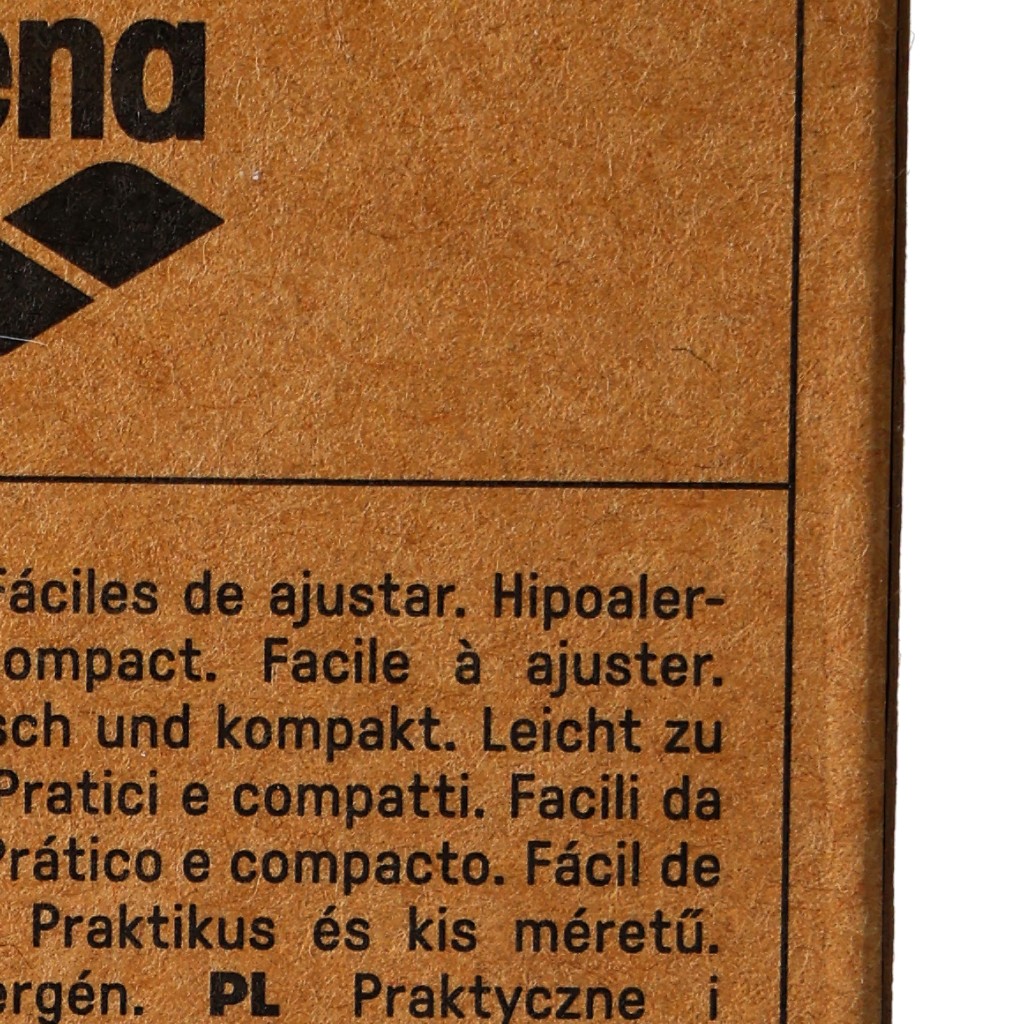 ena
Fáciles de ajustar. Hipoaler-
ompact. Facile à ajuster.
sch und kompakt. Leicht zu
Pratici e compatti. Facili da
Prático e compacto. Fácil de
Praktikus és kis méretű.
ergén. PL Praktyczne i